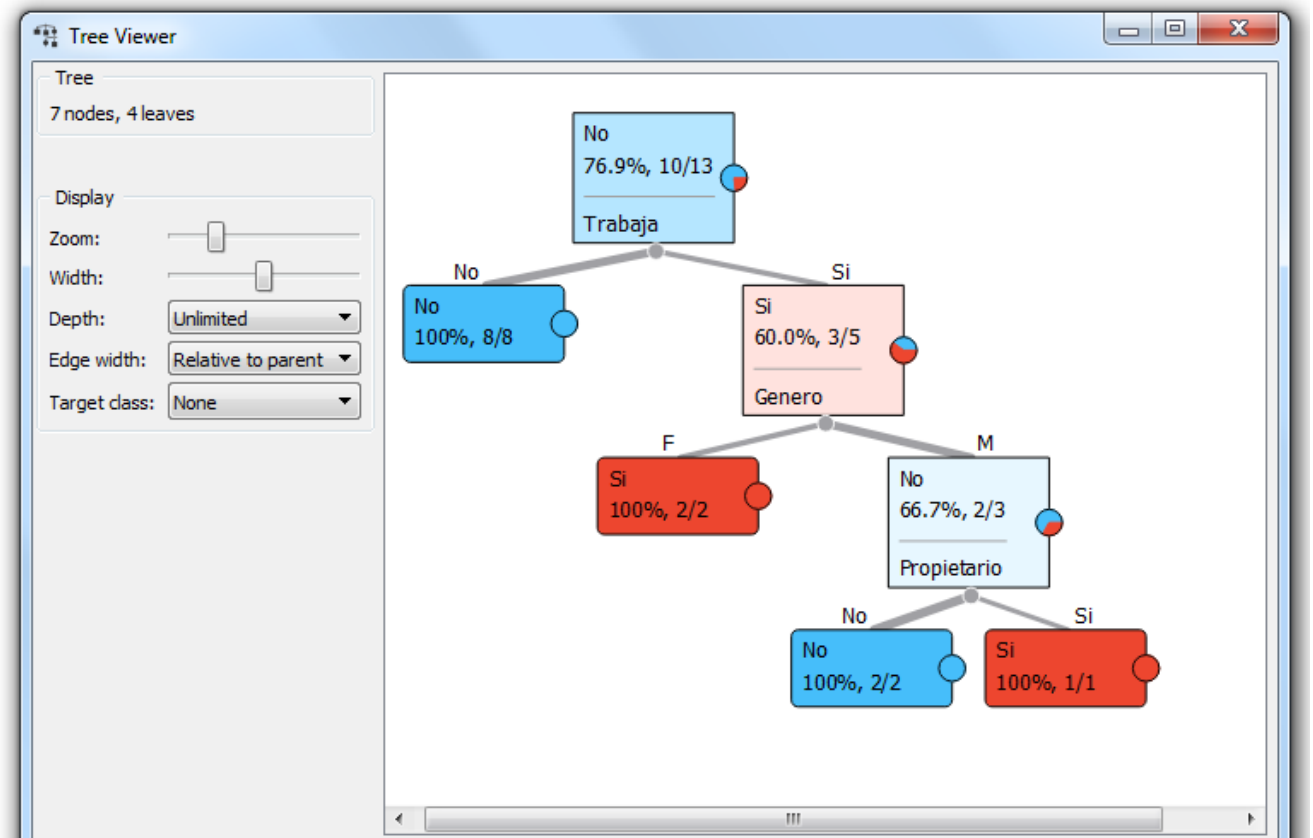 Tree Viewer
Tree
7 nodes, 4 leaves
Display
Zoom:
Width:
Depth: Unlimited
Edge width: Relative to parent
Target class: None
No
76.9%, 10/13
Trabaja
No
Si
No
100%, 8/8
Si
60.0%, 3/5
Genero
F
M
Si
100%, 2/2
No
66.7%, 2/3
Propietario
No
Si
No
100%, 2/2
Si
100%, 1/1